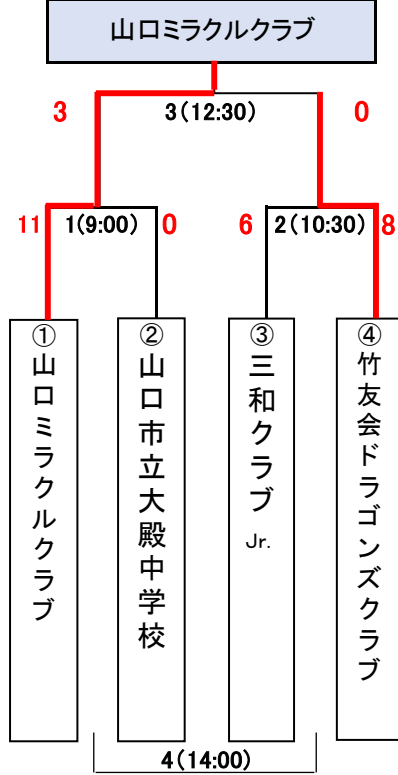 山口ミラクルクラブ
3 3(12:30) 0
11 1(9:00) 0 6 2(10:30) 8
①山口ミラクルクラブ
②山口市立大殿中学校
③三和クラブ Jr.
④竹友会ドラゴンズクラブ
4(14:00)